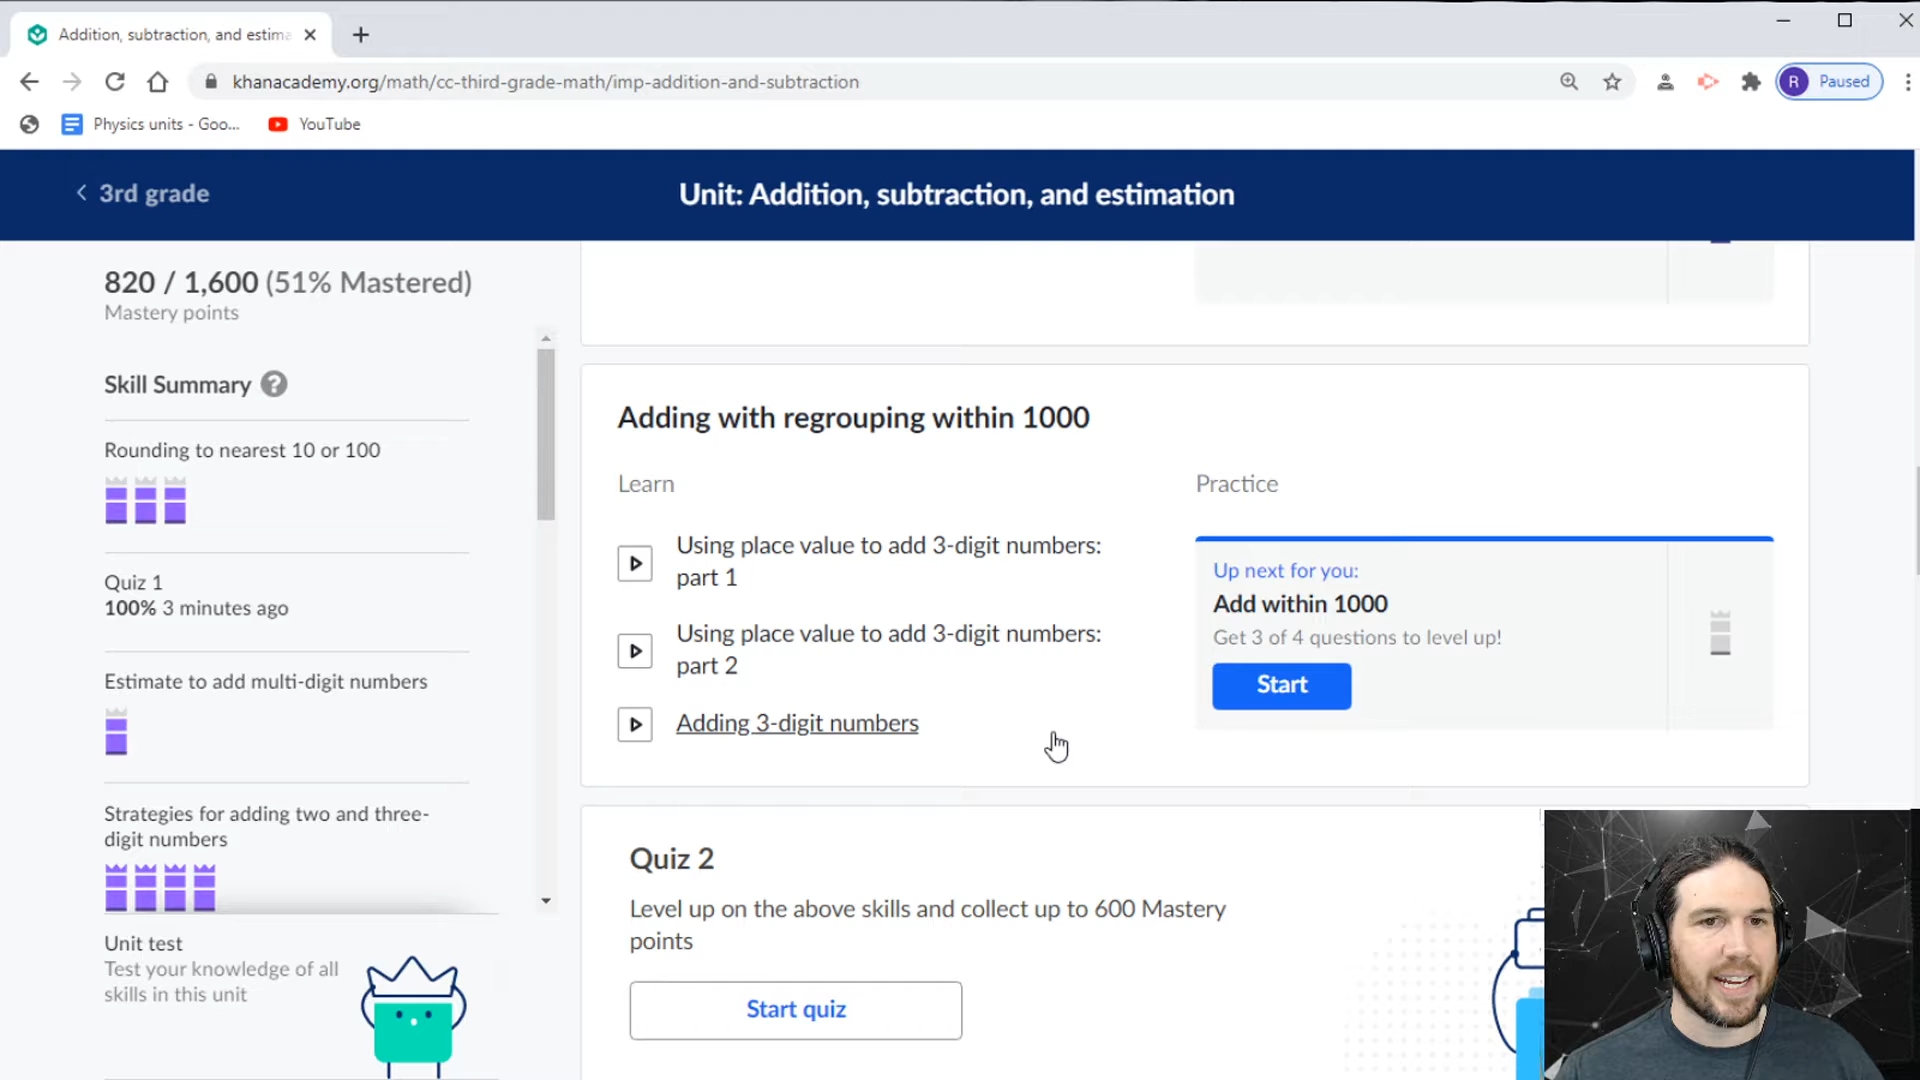 Addition, subtraction, and estima
khanacademy.org/math/cc-third-grade-math/imp-addition-and-subtraction
R Paused
Physics units - Goo...
YouTube
3rd grade
Unit: Addition, subtraction, and estimation
820 / 1,600 (51% Mastered)
Mastery points
Skill Summary ?
Rounding to nearest 10 or 100
Quiz 1
100% 3 minutes ago
Estimate to add multi-digit numbers
Strategies for adding two and three-
digit numbers
Unit test
Test your knowledge of all
skills in this unit
Adding with regrouping within 1000
Learn
Using place value to add 3-digit numbers:
part 1
Using place value to add 3-digit numbers:
part 2
Adding 3-digit numbers
Practice
Up next for you:
Add within 1000
Get 3 of 4 questions to level up!
Start
Quiz 2
Level up on the above skills and collect up to 600 Mastery
points
Start quiz